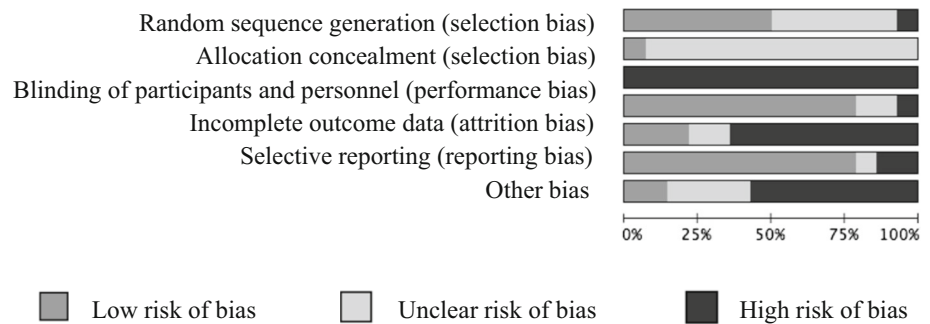 Random sequence generation (selection bias)
Allocation concealment (selection bias)
Blinding of participants and personnel (performance bias)
Incomplete outcome data (attrition bias)
Selective reporting (reporting bias)
Other bias
0% 25% 50% 75% 100%
Low risk of bias Unclear risk of bias High risk of bias